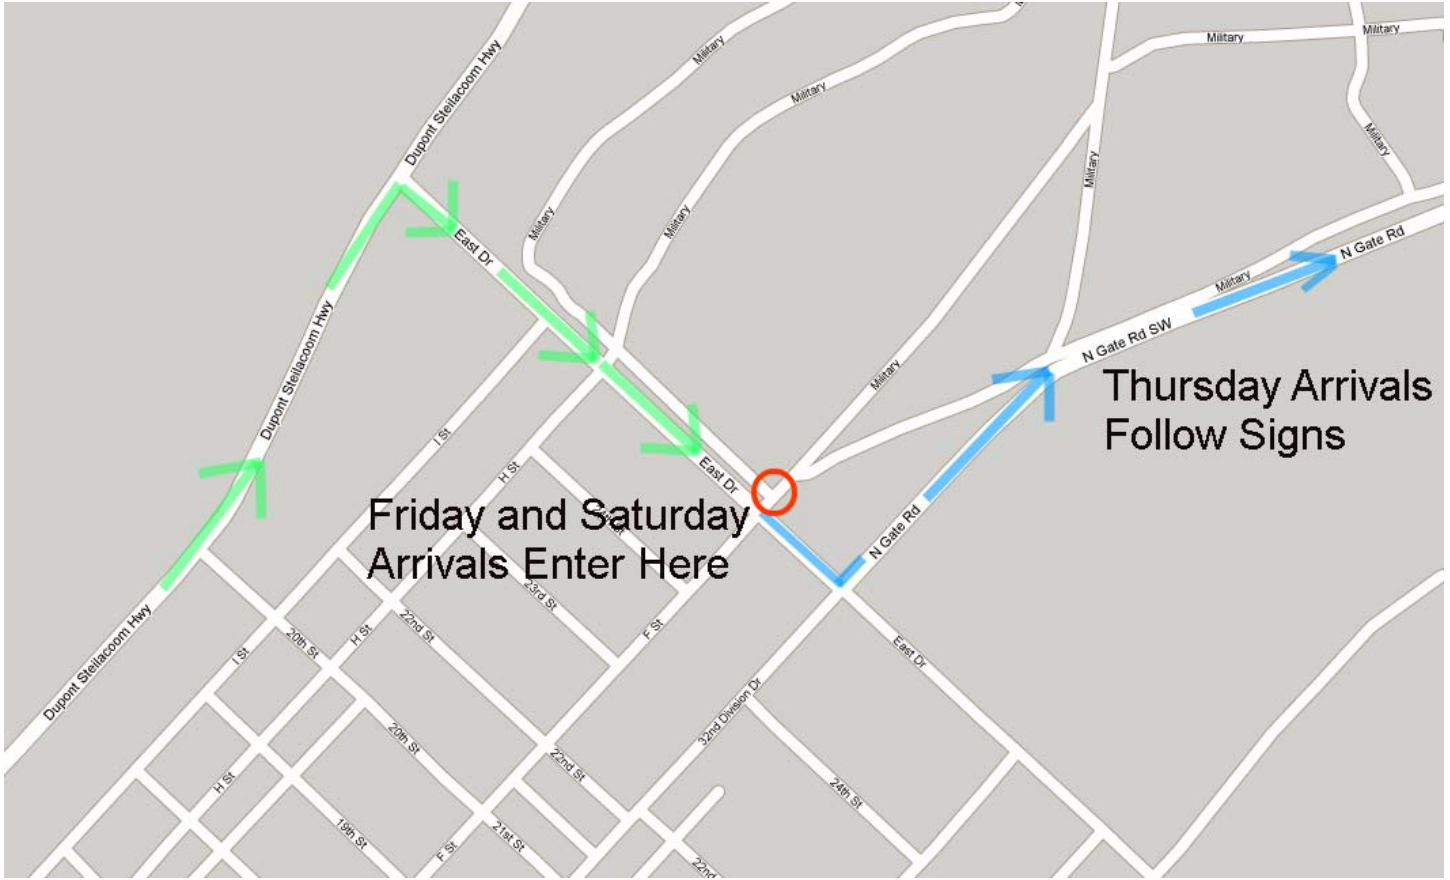 Military
Military
Military
Military
Dupont Steilacoom Hwy
Military
Military
Military
Military
East Dr
N Gate Rd
Military
Dupont Steilacoom Hwy
N Gate Rd SW
Military
Thursday Arrivals
Follow Signs
I St
H St
East Dr
Friday and Saturday
Arrivals Enter Here
N Gate Rd
23rd St
22nd St
F St
H St
20th St
I St
East Dr
Dupont Steilacoom Hwy
32nd Division Dr
20th St
22nd St
H St
24th St
19th St
21st St
F St
22nd